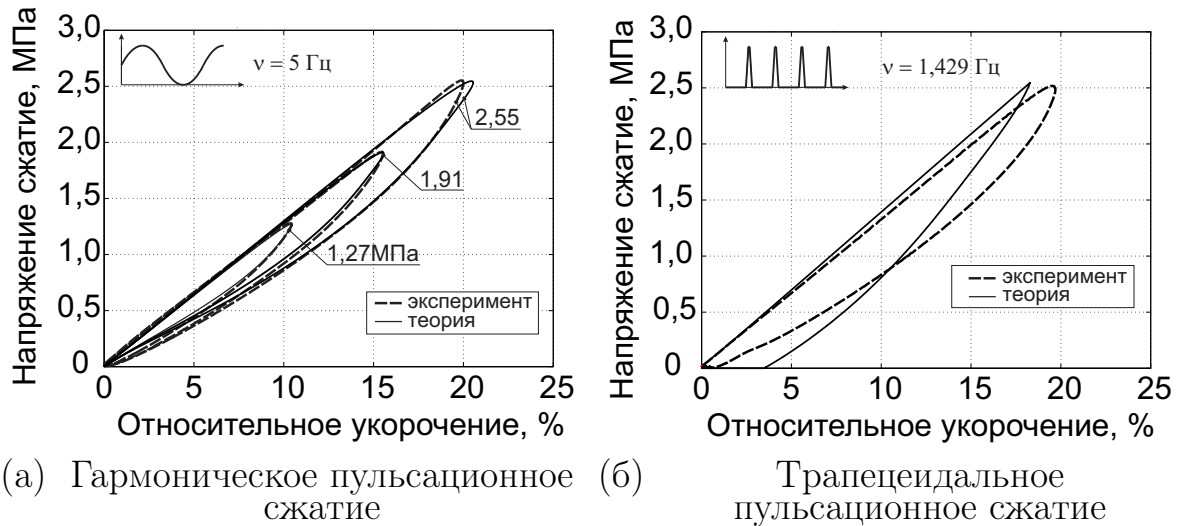 Напряжение сжатие, МПа
3,0
2,5
2,0
1,5
1,0
0,5
0
ν = 5 Гц
2,55
1,91
1,27МПа
эксперимент
теория
0 5 10 15 20 25
Относительное укорочение, %
(а) Гармоническое пульсационное
сжатие
Напряжение сжатие, МПа
3,0
2,5
2,0
1,5
1,0
0,5
0
ν = 1,429 Гц
эксперимент
теория
0 5 10 15 20 25
Относительное укорочение, %
(б) Трапецеидальное
пульсационное сжатие